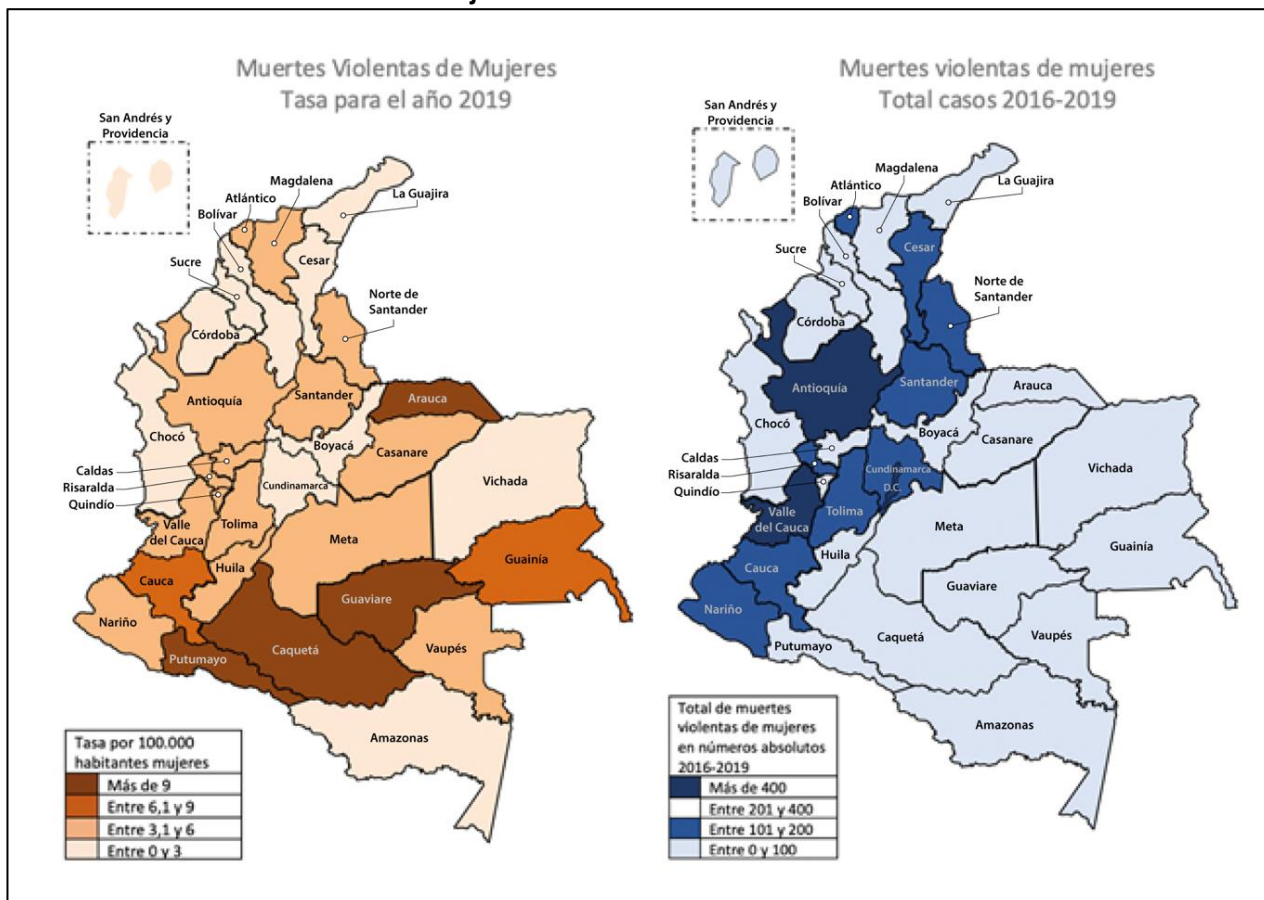 Muertes Violentas de Mujeres
Tasa para el año 2019
San Andrés y
Providencia
Magdalena
Atlántico
La Guajira
Bolívar
Cesar
Sucre
Norte de
Santander
Córdoba
Antioquía
Santander
Arauca
Chocó
Boyacá
Casanare
Caldas
Risaralda
Cundinamarca
Vichada
Quindío
Valle
del Cauca
Tolima
Meta
Guainía
Cauca
Huila
Guaviare
Nariño
Caquetá
Vaupés
Putumayo
Amazonas
Tasa por 100.000
habitantes mujeres
Más de 9
Entre 6,1 y 9
Entre 3,1 y 6
Entre 0 y 3
Muertes violentas de mujeres
Total casos 2016-2019
San Andrés y
Providencia
Magdalena
Atlántico
La Guajira
Bolívar
Cesar
Sucre
Norte de
Santander
Córdoba
Antioquía
Santander
Arauca
Chocó
Boyacá
Casanare
Caldas
Risaralda
Cundinamarca
D.C.
Vichada
Quindío
Valle
del Cauca
Tolima
Meta
Guainía
Huila
Cauca
Guaviare
Nariño
Caquetá
Vaupés
Putumayo
Amazonas
Total de muertes
violentas de mujeres
en números absolutos
2016-2019
Más de 400
Entre 201 y 400
Entre 101 y 200
Entre 0 y 100